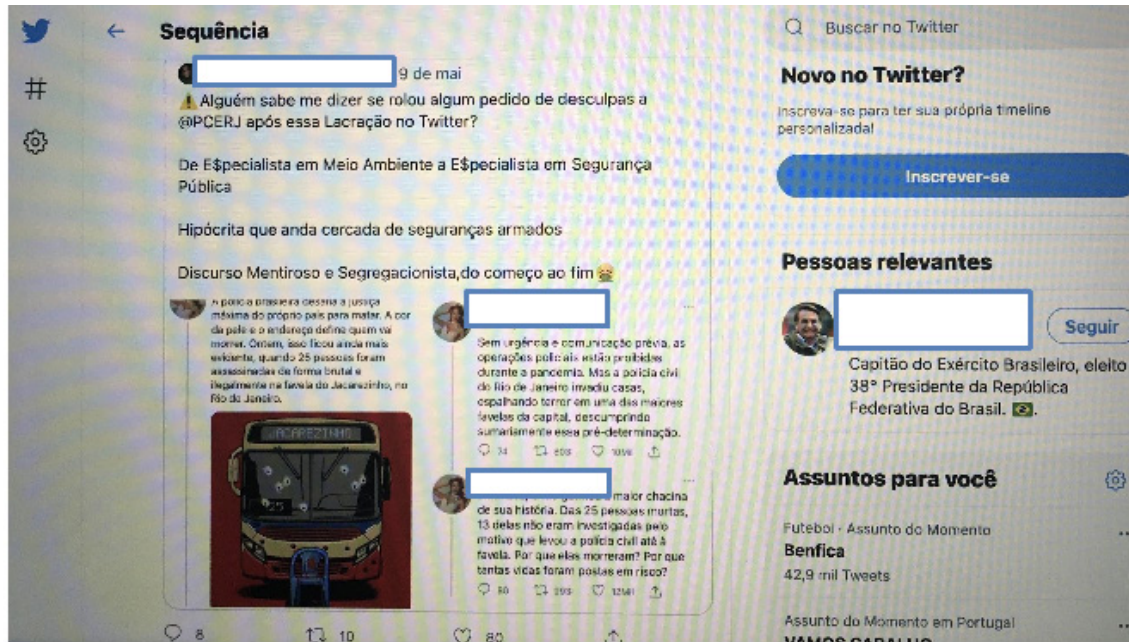 Sequência
9 de mai
⚠️ Alguém sabe me dizer se rolou algum pedido de desculpas a
@PCERJ após essa Lacração no Twitter?
De E$pecialista em Meio Ambiente a E$pecialista em Segurança
Pública
Hipócrita que anda cercada de seguranças armados
Discurso Mentiroso e Segregacionista,do começo ao fim
A polícia brasileira desafia a justiça
máxima do próprio país para matar. A cor
da pele e o endereço define quem vai
morrer. Ontem, isso ficou ainda mais
evidente, quando 25 pessoas foram
assassinadas de forma brutal e
ilegalmente na favela do Jacarezinho, no
Rio de Janeiro.
JACAREZINHO
Sem urgência e comunicação prévia, as
operações policiais estão proibidas
durante a pandemia. Mas a polícia civil
do Rio de Janeiro invadiu casas,
espalhando terror em uma das maiores
favelas da capital, descumprindo
sumariamente essa pré-determinação.
maior chacina
de sua história. Das 25 pessoas mortas,
13 delas não eram investigadas pelo
motivo que levou a polícia civil até à
favela. Por que elas morreram? Por que
tantas vidas foram postas em risco?
8 10 80
Buscar no Twitter
Novo no Twitter?
Inscreva-se para ter sua própria timeline
personalizada!
Inscrever-se
Pessoas relevantes
Seguir
Capitão do Exército Brasileiro, eleito
38° Presidente da República
Federativa do Brasil.
Assuntos para você
Futebol · Assunto do Momento
Benfica
42,9 mil Tweets
Assunto do Momento em Portugal